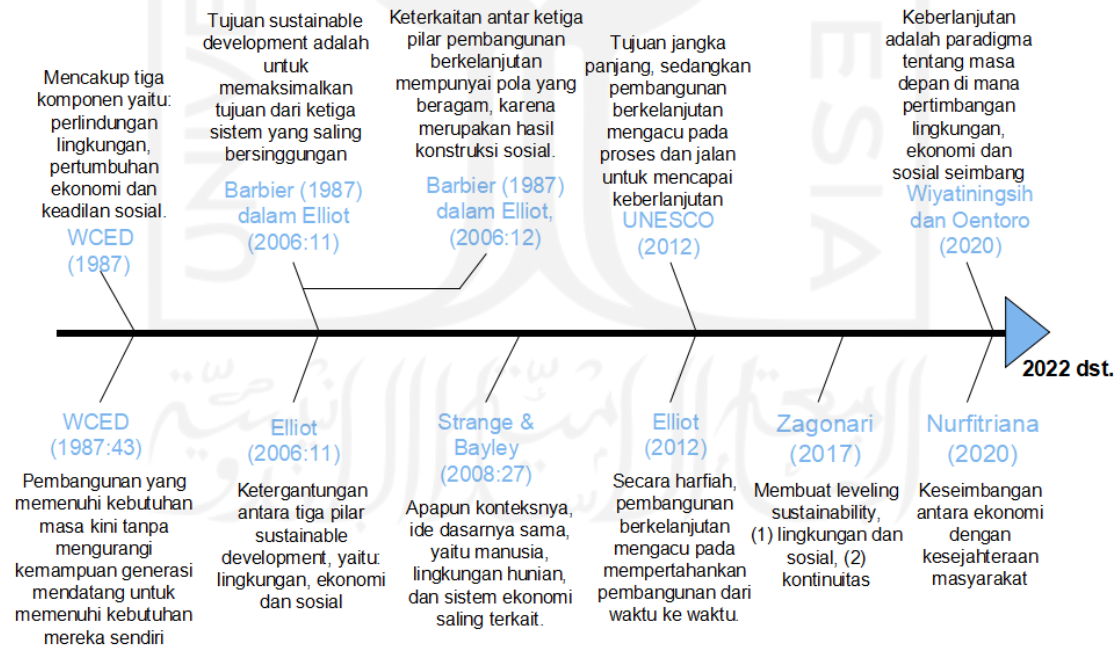 Mencakup tiga
komponen yaitu:
perlindungan
lingkungan,
pertumbuhan
ekonomi dan
keadilan sosial.
WCED
(1987)
Tujuan sustainable
development adalah
untuk
memaksimalkan
tujuan dari ketiga
sistem yang saling
bersinggungan
Barbier (1987)
dalam Elliot
(2006:11)
Keterkaitan antar ketiga
pilar pembangunan
berkelanjutan
mempunyai pola yang
beragam, karena
merupakan hasil
konstruksi sosial.
Barbier (1987)
dalam Elliot,
(2006:12)
Tujuan jangka
panjang, sedangkan
pembangunan
berkelanjutan
mengacu pada
proses dan jalan
untuk mencapai
keberlanjutan
UNESCO
(2012)
Keberlanjutan
adalah paradigma
tentang masa
depan di mana
pertimbangan
lingkungan,
ekonomi dan
sosial seimbang
Wiyatiningsih
dan Oentoro
(2020)
2022 dst.
WCED
(1987:43)
Pembangunan yang
memenuhi kebutuhan
masa kini tanpa
mengurangi
kemampuan generasi
mendatang untuk
memenuhi kebutuhan
mereka sendiri
Elliot
(2006:11)
Ketergantungan
antara tiga pilar
sustainable
development, yaitu:
lingkungan, ekonomi
dan sosial
Strange &
Bayley
(2008:27)
Apapun konteksnya,
ide dasarnya sama,
yaitu manusia,
lingkungan hunian,
dan sistem ekonomi
saling terkait.
Elliot
(2012)
Secara harfiah,
pembangunan
berkelanjutan
mengacu pada
mempertahankan
pembangunan dari
waktu ke waktu.
Zagonari
(2017)
Membuat leveling
sustainability,
(1) lingkungan dan
sosial, (2)
kontinuitas
Nurfitriana
(2020)
Keseimbangan
antara ekonomi
dengan
kesejahteraan
masyarakat
ESIA